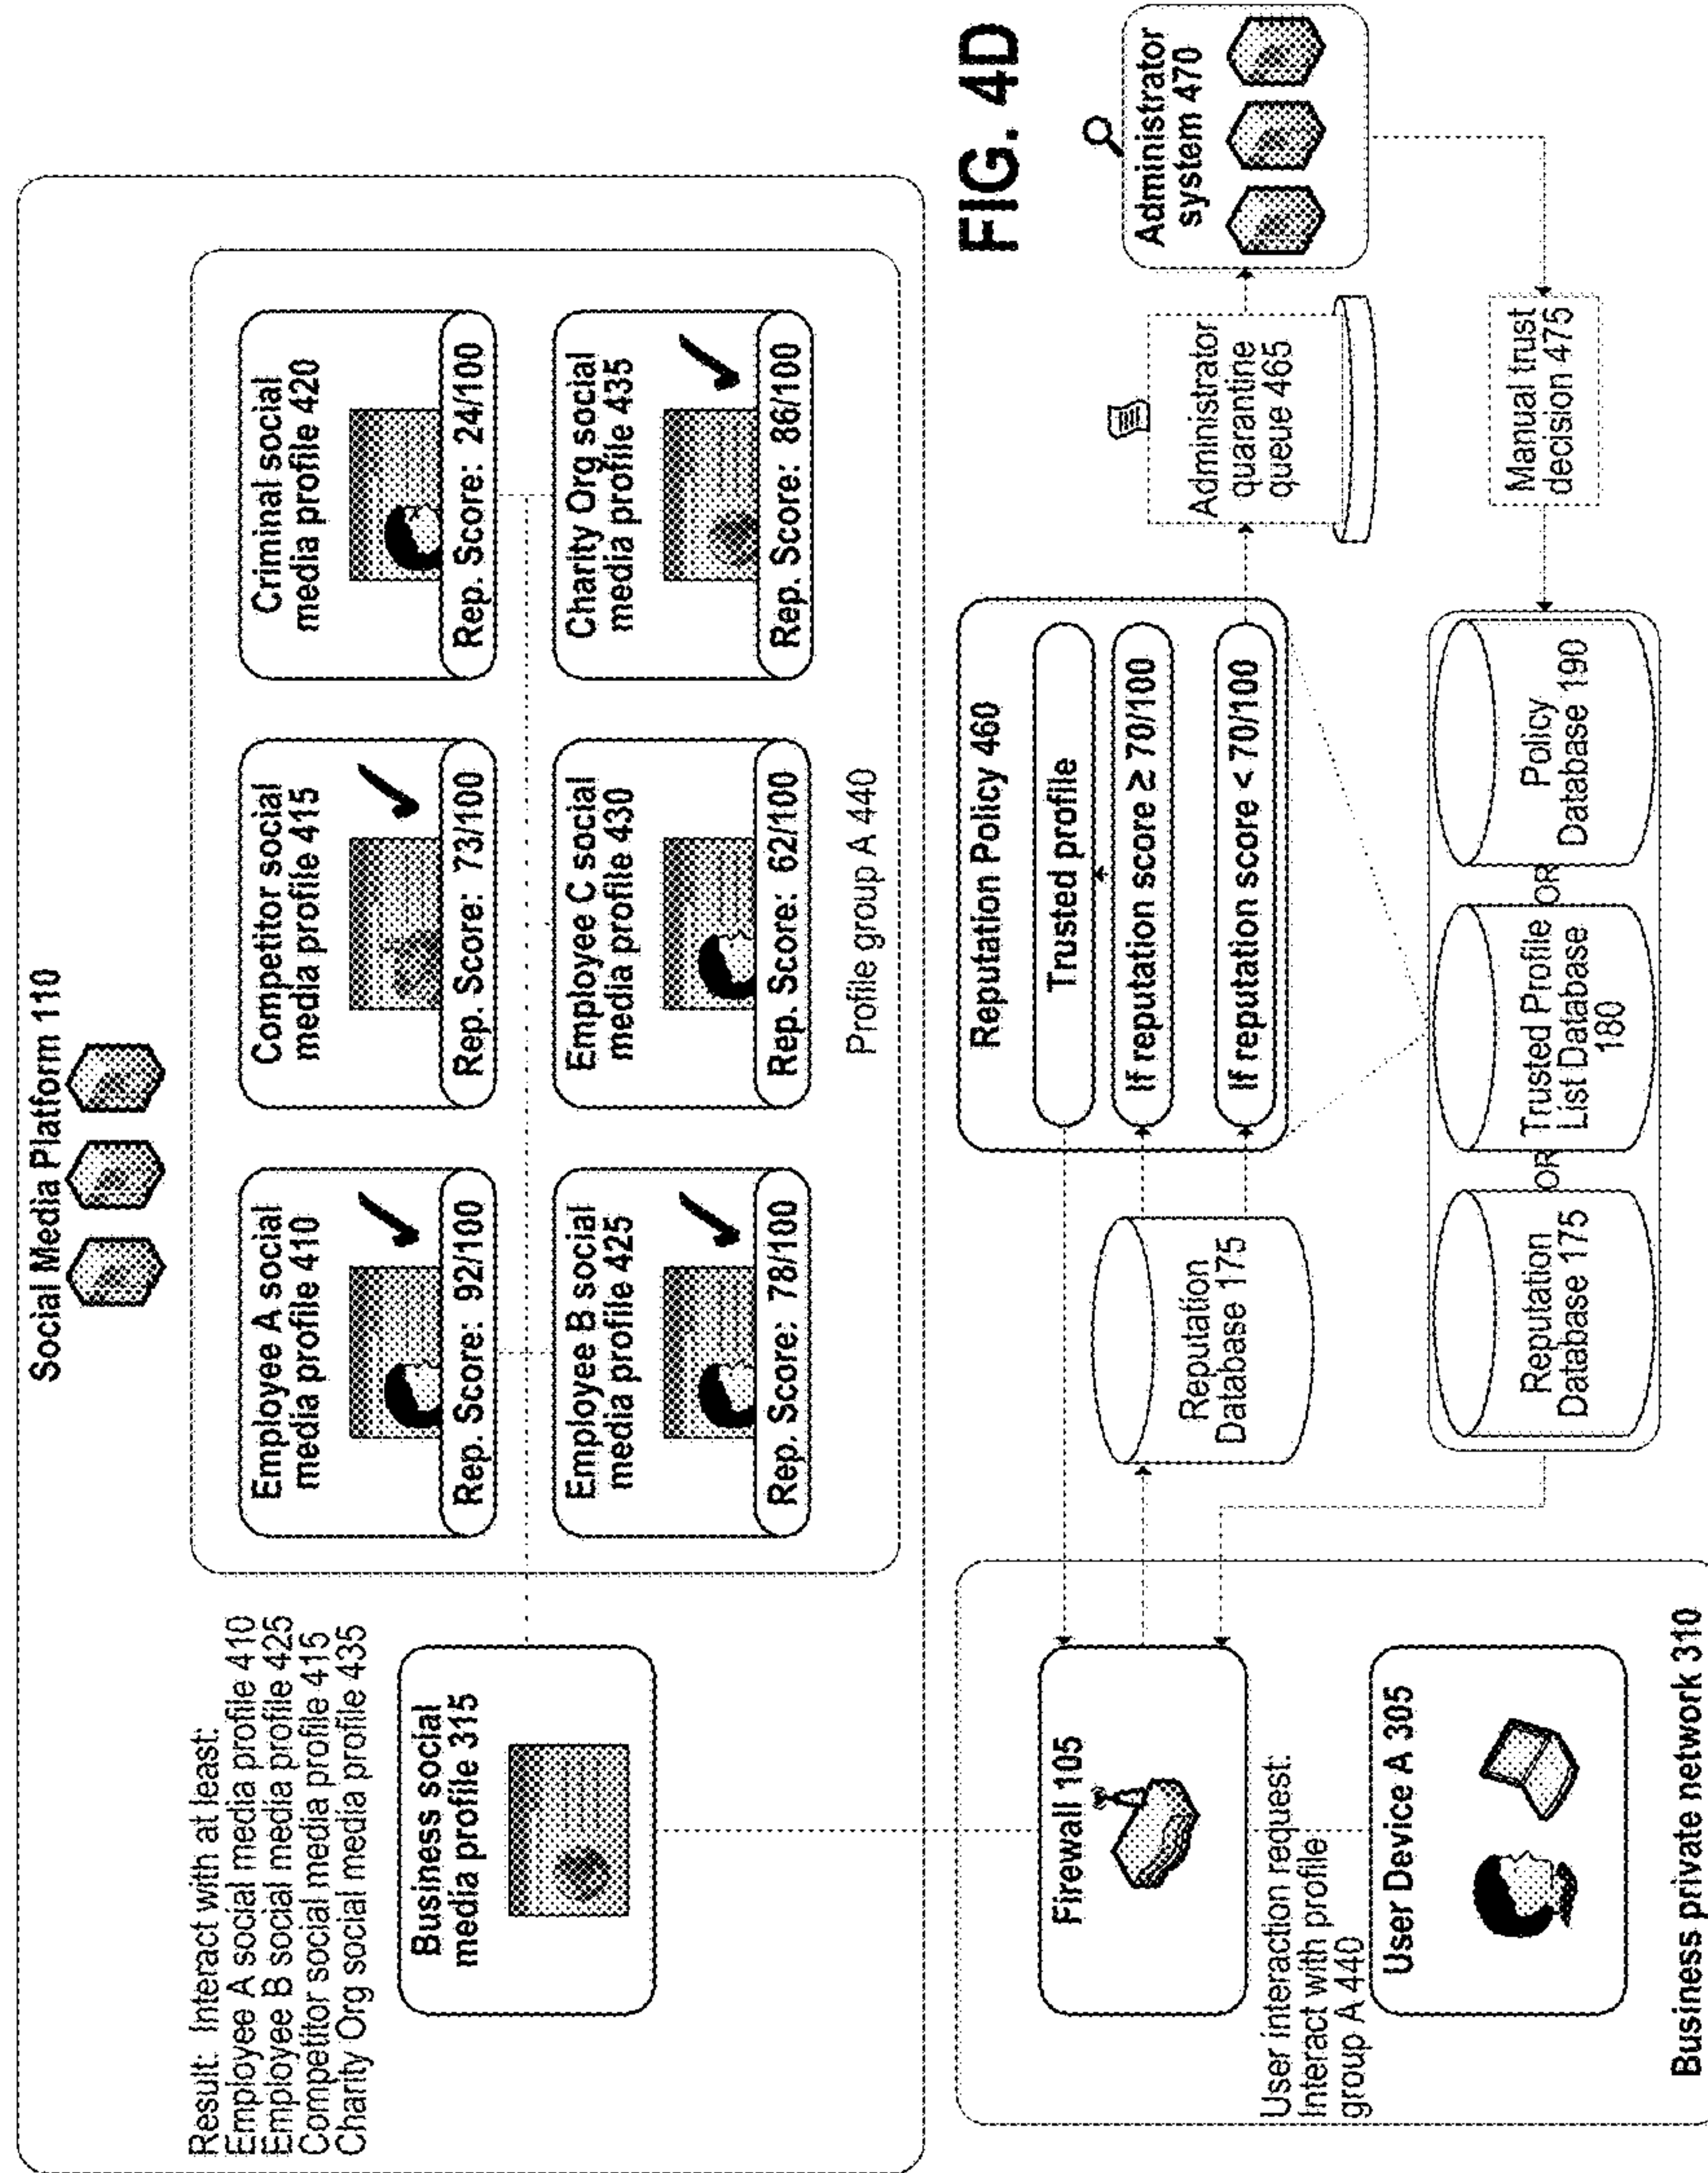 Social Media Platform 110
Result: Interact with at least:
Employee A social media profile 410
Employee B social media profile 425
Competitor social media profile 415
Charity Org social media profile 435
Business social
media profile 315
Employee A social
media profile 410
Rep. Score: 92/100
Competitor social
media profile 415
Rep. Score: 73/100
Criminal social
media profile 420
Rep. Score: 24/100
Employee B social
media profile 425
Rep. Score: 78/100
Employee C social
media profile 430
Rep. Score: 62/100
Charity Org social
media profile 435
Rep. Score: 86/100
Profile group A 440
FIG. 4D
Firewall 105
User interaction request:
Interact with profile
group A 440
User Device A 305
Business private network 310
Reputation
Database 175
Reputation Policy 460
Trusted profile
If reputation score ≥ 70/100
If reputation score < 70/100
Administrator
quarantine
queue 465
Administrator
system 470
Manual trust
decision 475
Reputation
Database 175
OR
Trusted Profile
List Database
180
OR
Policy
Database 190